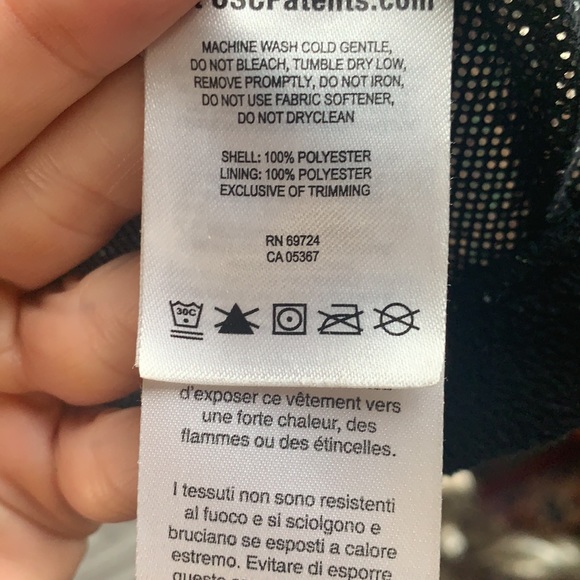 USCPatents.com
MACHINE WASH COLD GENTLE,
DO NOT BLEACH, TUMBLE DRY LOW,
REMOVE PROMPTLY, DO NOT IRON,
DO NOT USE FABRIC SOFTENER,
DO NOT DRYCLEAN
SHELL: 100% POLYESTER
LINING: 100% POLYESTER
EXCLUSIVE OF TRIMMING
RN 69724
CA 05367
30C
d'exposer ce vêtement vers
une forte chaleur, des
flammes ou des étincelles.
I tessuti non sono resistenti
al fuoco e si sciolgono e
bruciano se esposti a calore
estremo. Evitare di esporre